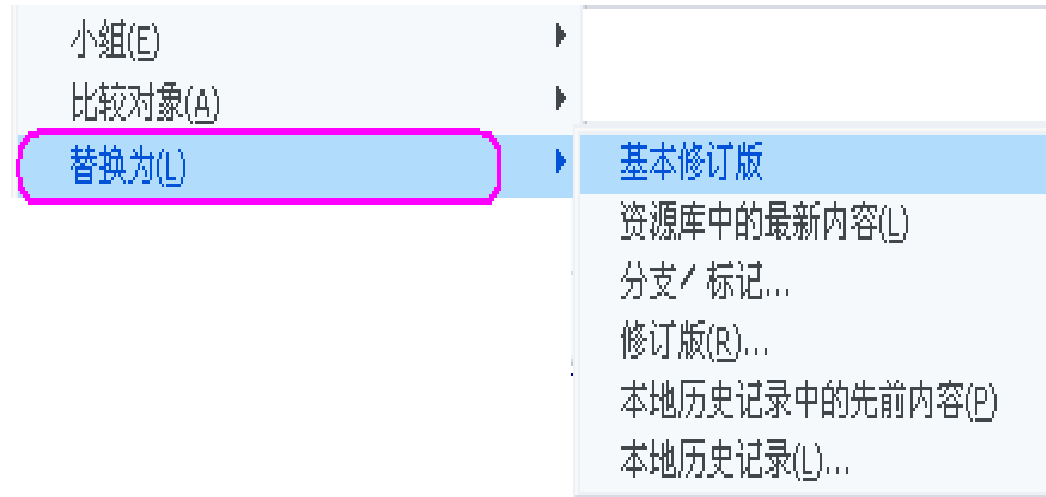 小组(E)
比较对象(A)
替换为(L)
基本修订版
资源库中的最新内容(L)
分支/标记...
修订版(R)...
本地历史记录中的先前内容(P)
本地历史记录(L)...